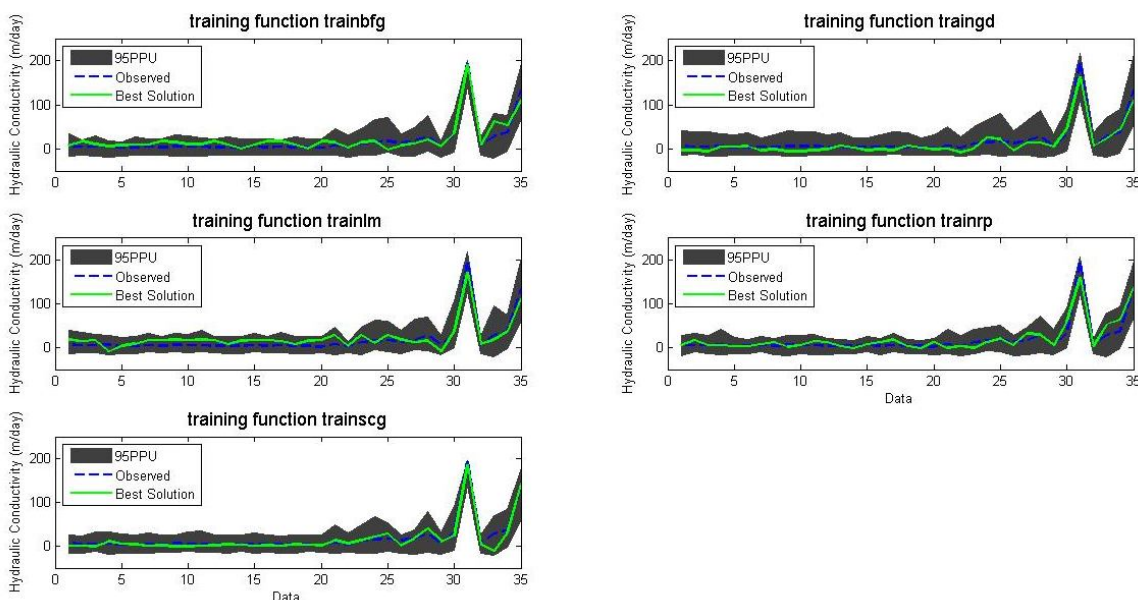 training function trainbfg
Hydraulic Conductivity (m/day)
200
100
0
95PPU
Observed
Best Solution
0 5 10 15 20 25 30 35
training function traingd
Hydraulic Conductivity (m/day)
200
100
0
95PPU
Observed
Best Solution
0 5 10 15 20 25 30 35
training function trainlm
Hydraulic Conductivity (m/day)
200
100
0
95PPU
Observed
Best Solution
0 5 10 15 20 25 30 35
training function trainrp
Hydraulic Conductivity (m/day)
200
100
0
95PPU
Observed
Best Solution
0 5 10 15 20 25 30 35
Data
training function trainscg
Hydraulic Conductivity (m/day)
200
100
0
95PPU
Observed
Best Solution
0 5 10 15 20 25 30 35
Data